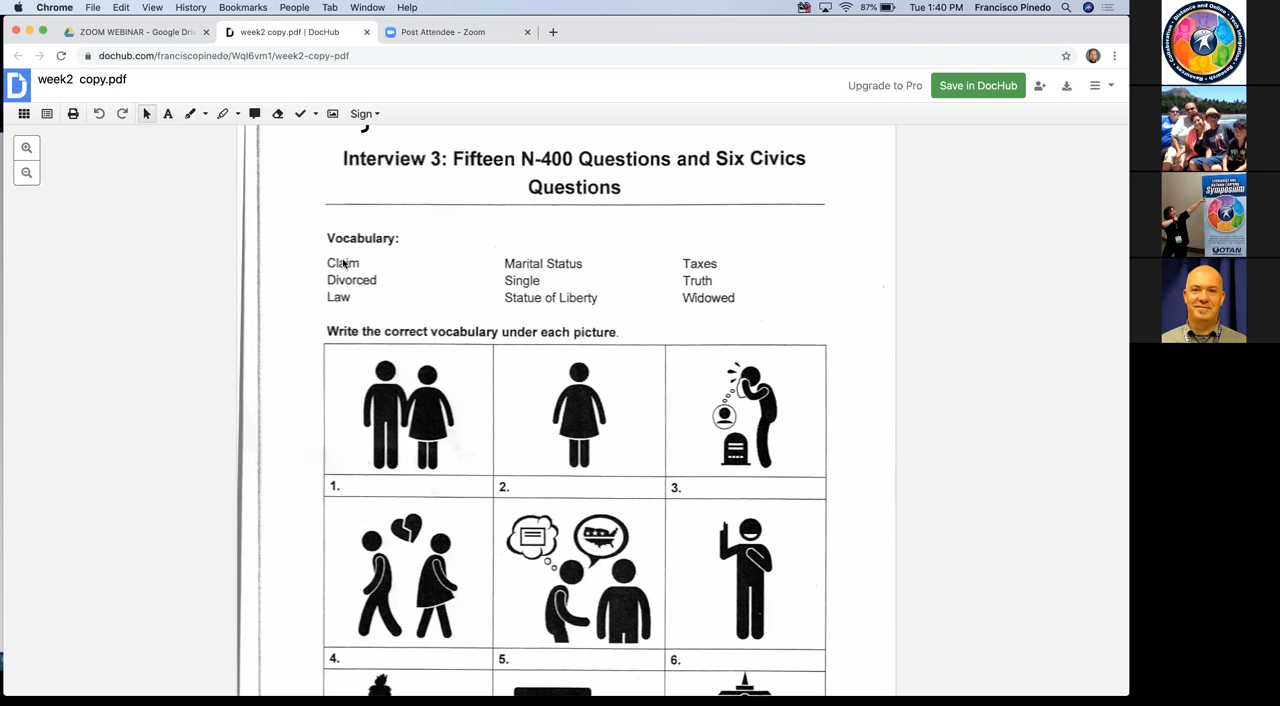 Chrome File Edit View History Bookmarks People Tab Window Help 87% Tue 1:40 PM Francisco Pinedo
ZOOM WEBINAR - Google Dri × week2 copy.pdf | DocHub × Post Attendee - Zoom × +
dochub.com/franciscopinedo/Wql6vm1/week2-copy-pdf
week2 copy.pdf
Upgrade to Pro Save in DocHub
A Sign
Interview 3: Fifteen N-400 Questions and Six Civics
Questions
Vocabulary:
Claim Marital Status Taxes
Divorced Single Truth
Law Statue of Liberty Widowed
Write the correct vocabulary under each picture.
1. 2. 3.
4. 5. 6.
Symposium
OTAN